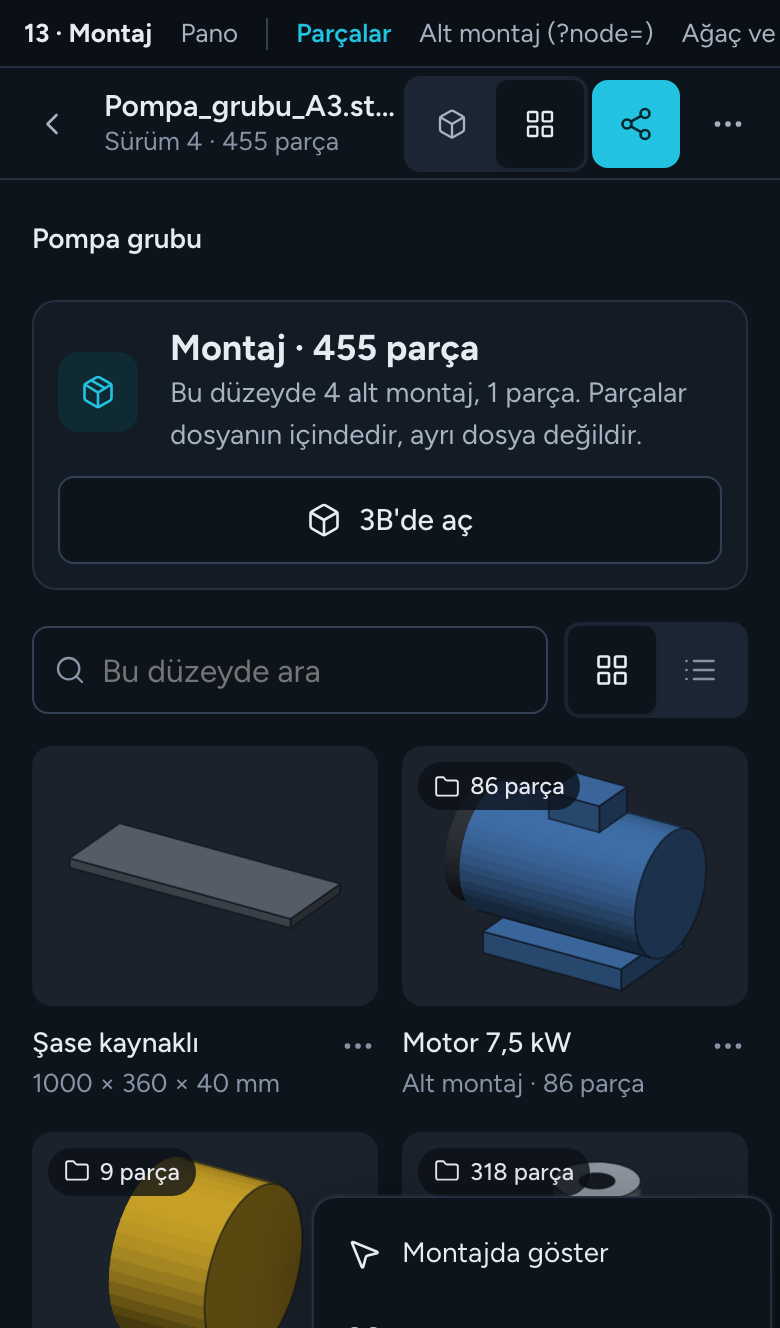 13 · Montaj Pano Parçalar Alt montaj (?node=) Ağaç ve
Pompa_grubu_A3.st...
Sürüm 4 · 455 parça
Pompa grubu
Montaj · 455 parça
Bu düzeyde 4 alt montaj, 1 parça. Parçalar
dosyanın içindedir, ayrı dosya değildir.
3B'de aç
Bu düzeyde ara
86 parça
Şase kaynaklı
1000 × 360 × 40 mm
Motor 7,5 kW
Alt montaj · 86 parça
9 parça
318 parça
Montajda göster